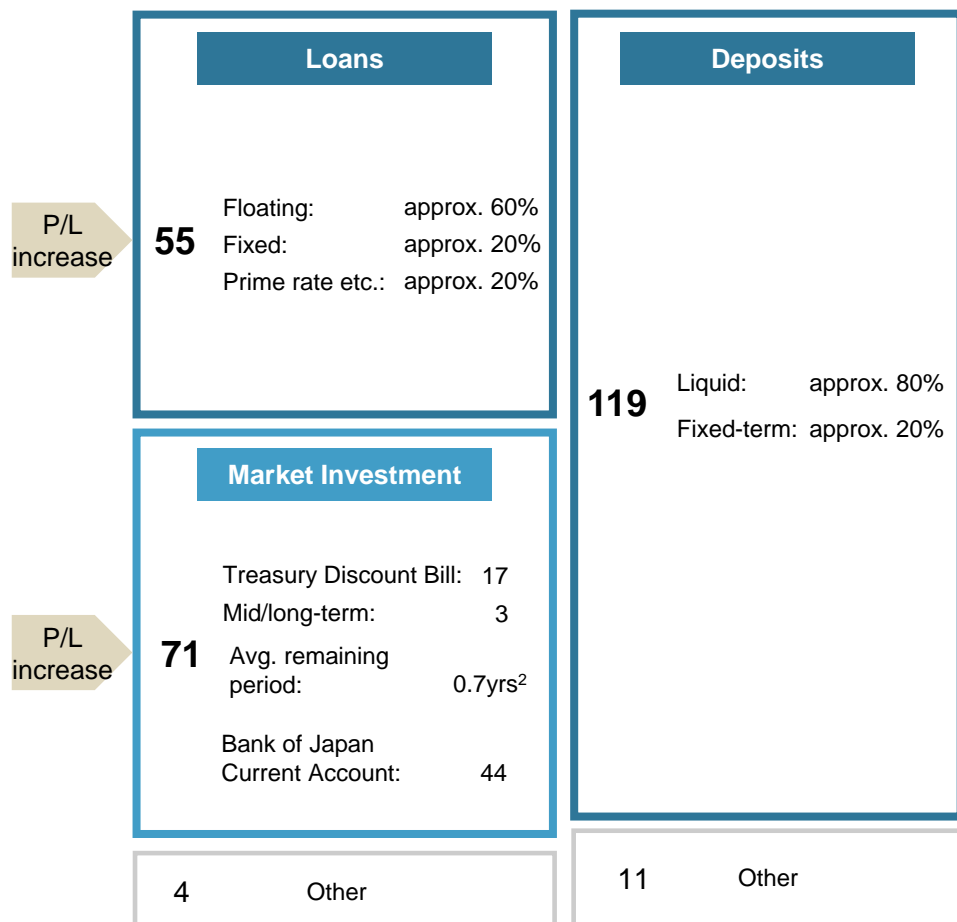 Loans
P/L
increase
55
Floating: approx. 60%
Fixed: approx. 20%
Prime rate etc.: approx. 20%
Market Investment
P/L
increase
71
Treasury Discount Bill: 17
Mid/long-term: 3
Avg. remaining
period: 0.7yrs²
Bank of Japan
Current Account: 44
4 Other
Deposits
119
Liquid: approx. 80%
Fixed-term: approx. 20%
11 Other